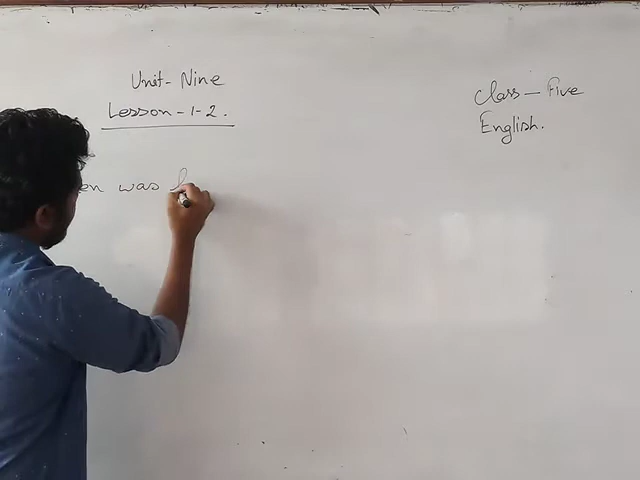 Unit- Nine
Lesson - 1-2.
Class - Five
English.
en was